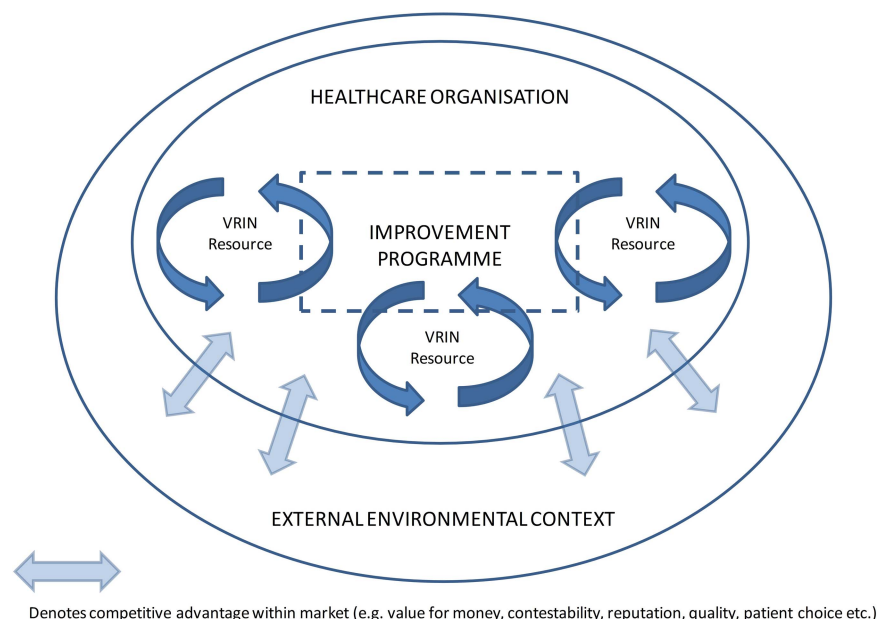 HEALTHCARE ORGANISATION
VRIN
Resource
IMPROVEMENT
PROGRAMME
VRIN
Resource
VRIN
Resource
EXTERNAL ENVIRONMENTAL CONTEXT
Denotes competitive advantage within market (e.g. value for money, contestability, reputation, quality, patient choice etc.)